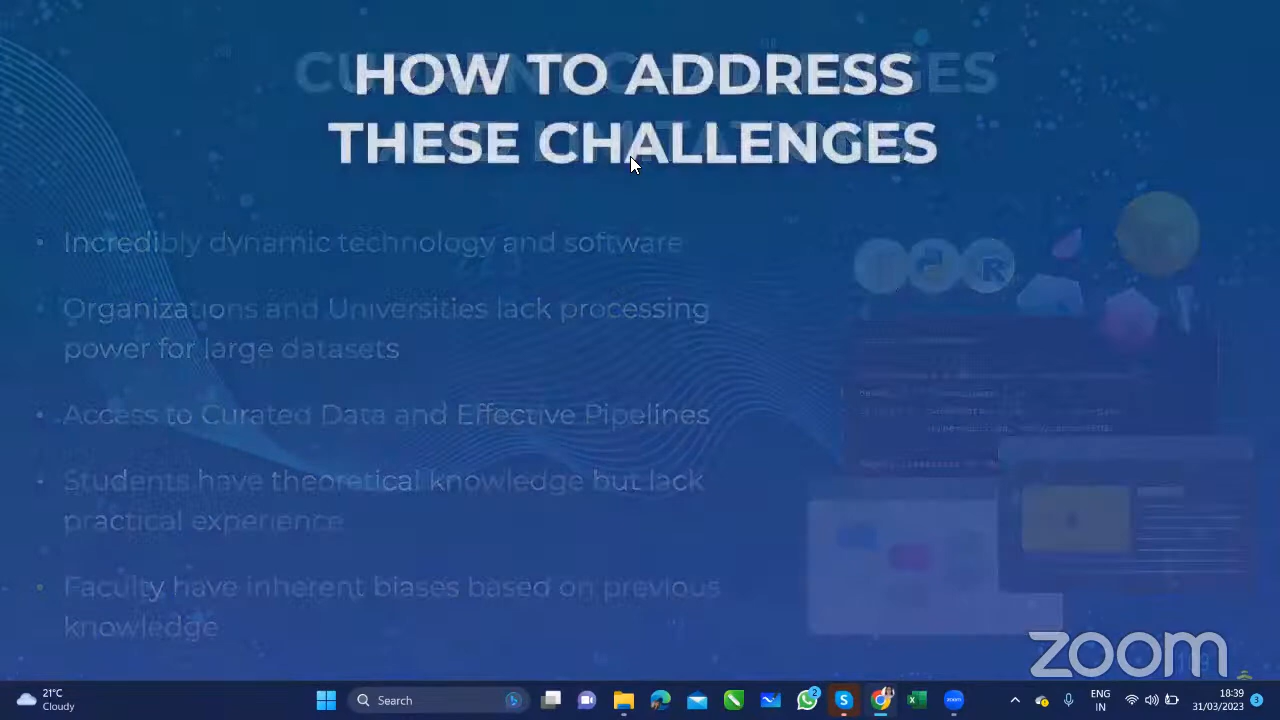 HOW TO ADDRESS
THESE CHALLENGES
• Incredibly dynamic technology and software
• Organizations and Universities lack processing
power for large datasets
• Access to Curated Data and Effective Pipelines
• Students have theoretical knowledge but lack
practical experience
• Faculty have inherent biases based on previous
knowledge
R
zoom
21°C
Cloudy
Search
2
ENG
IN
18:39
31/03/2023
3